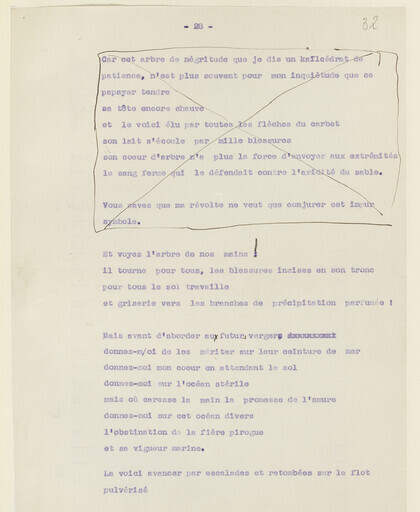 - 28 -
32
Car cet arbre de négritude que je dis un kaïlcédrat de
patience, n'est plus souvent pour mon inquiétude que ce
papayer tendre
sa tête encore chauve
et le voici élu par toutes les flèches du carbet
son lait s'écoule par mille blessures
son coeur d'arbre n'a plus la force d'envoyer aux extrémités
le sang ferme qui le défendait contre l'aridité du sable.
Vous savez que ma révolte ne veut que conjurer cet impur
symbole.
Et voyez l'arbre de nos mains !
il tourne pour tous, les blessures incises en son tronc
pour tous le sol travaille
et griserie vers les branches de précipitation parfumée !
Mais avant d'aborder aux futurs vergers
donnez-moi de les mériter sur leur ceinture de mer
donnez-moi mon coeur en attendant le sol
donnez-moi sur l'océan stérile
mais où caresse la main la promesse de l'amure
donnez-moi sur cet océan divers
l'obstination de la fière pirogue
et sa vigueur marine.
La voici avancer par escalades et retombées sur le flot
pulvérisé